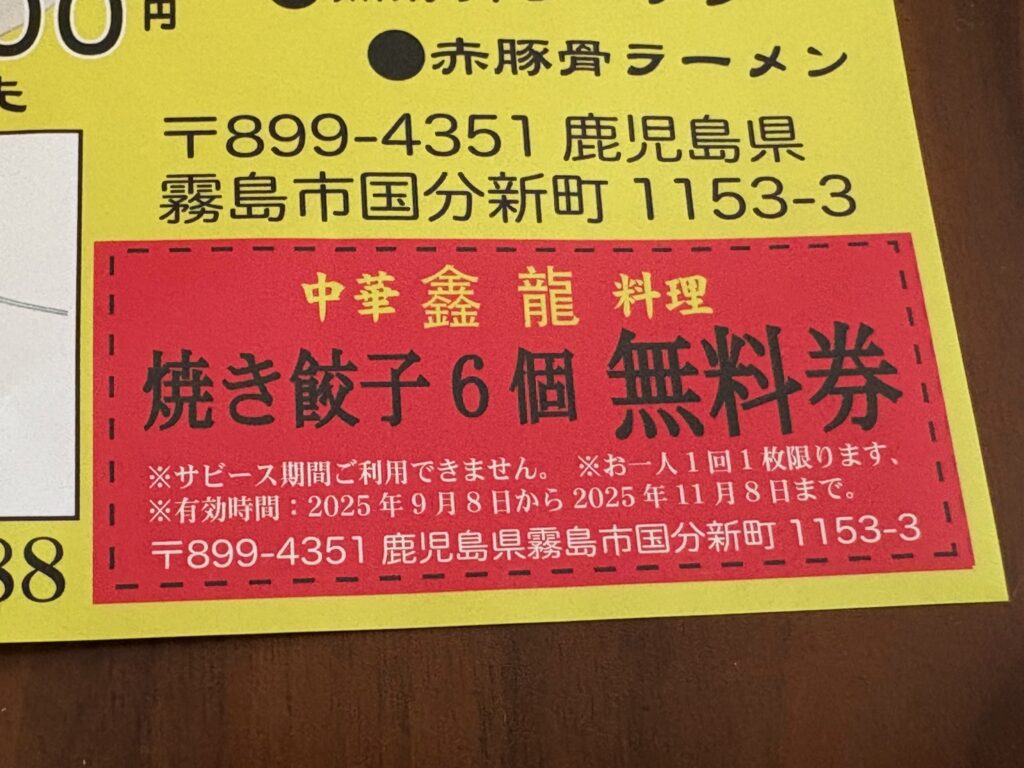 00円
●赤豚骨ラーメン
〒899-4351 鹿児島県
霧島市国分新町 1153-3
中華 鑫 龍 料理
焼き餃子 6 個 無料券
※サビース期間ご利用できません。 ※お一人1回1枚限ります、
※有効時間：2025 年 9 月 8 日から 2025 年 11 月 8 日まで。
〒899-4351 鹿児島県霧島市国分新町 1153-3
88